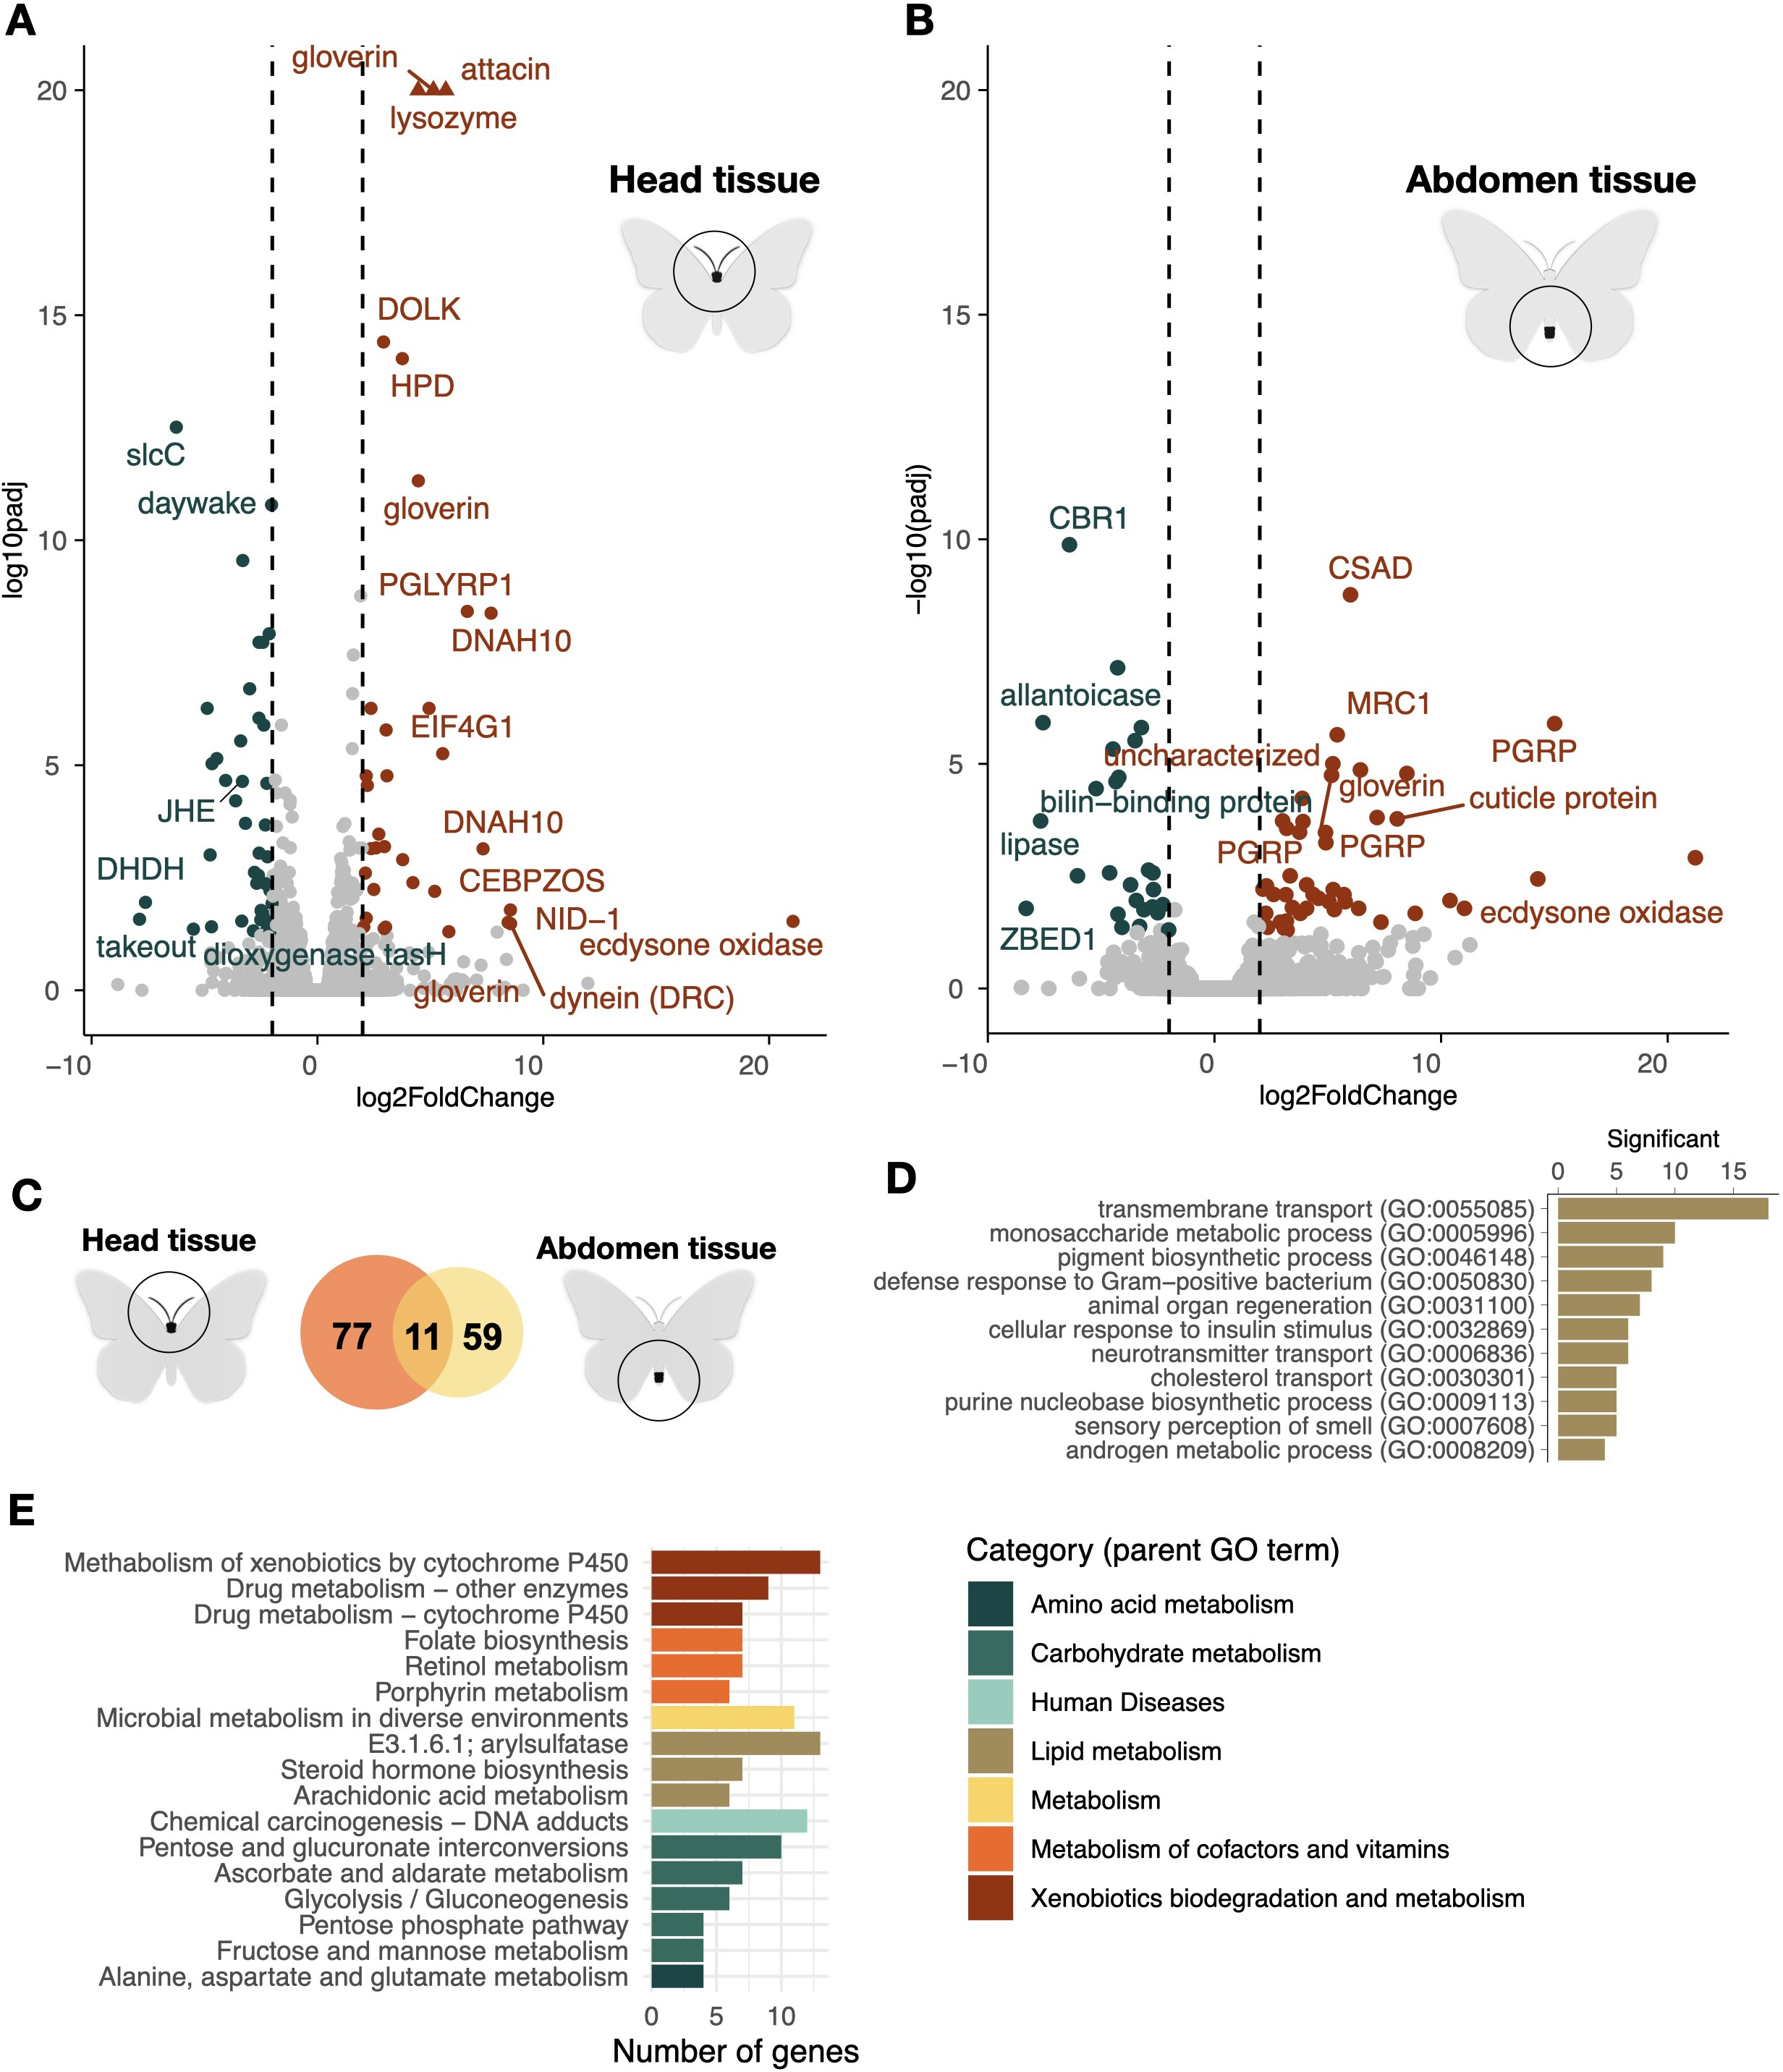 A
B
gloverin
attacin
lysozyme
20
20
Head tissue
Abdomen tissue
DOLK
15
15
HPD
slcC
daywake
gloverin
CBR1
10
10
log10padj
−log10(padj)
CSAD
PGLYRP1
DNAH10
allantoicase
MRC1
EIF4G1
PGRP
uncharacterized
5
5
gloverin
cuticle protein
bilin−binding protein
JHE
DNAH10
lipase
PGRP
PGRP
DHDH
CEBPZOS
NID−1
ecdysone oxidase
ecdysone oxidase
takeout
dioxygenase tasH
ZBED1
0
gloverin
dynein (DRC)
0
−10
0
10
20
−10
0
10
20
log2FoldChange
log2FoldChange
C
Head tissue
77
11
59
Abdomen tissue
D
Significant
0
5
10
15
transmembrane transport (GO:0055085)
monosaccharide metabolic process (GO:0005996)
pigment biosynthetic process (GO:0046148)
defense response to Gram−positive bacterium (GO:0050830)
animal organ regeneration (GO:0031100)
cellular response to insulin stimulus (GO:0032869)
neurotransmitter transport (GO:0006836)
cholesterol transport (GO:0030301)
purine nucleobase biosynthetic process (GO:0009113)
sensory perception of smell (GO:0007608)
androgen metabolic process (GO:0008209)
E
Methabolism of xenobiotics by cytochrome P450
Drug metabolism − other enzymes
Drug metabolism − cytochrome P450
Folate biosynthesis
Retinol metabolism
Porphyrin metabolism
Microbial metabolism in diverse environments
E3.1.6.1; arylsulfatase
Steroid hormone biosynthesis
Arachidonic acid metabolism
Chemical carcinogenesis − DNA adducts
Pentose and glucuronate interconversions
Ascorbate and aldarate metabolism
Glycolysis / Gluconeogenesis
Pentose phosphate pathway
Fructose and mannose metabolism
Alanine, aspartate and glutamate metabolism
0
5
10
Number of genes
Category (parent GO term)
Amino acid metabolism
Carbohydrate metabolism
Human Diseases
Lipid metabolism
Metabolism
Metabolism of cofactors and vitamins
Xenobiotics biodegradation and metabolism